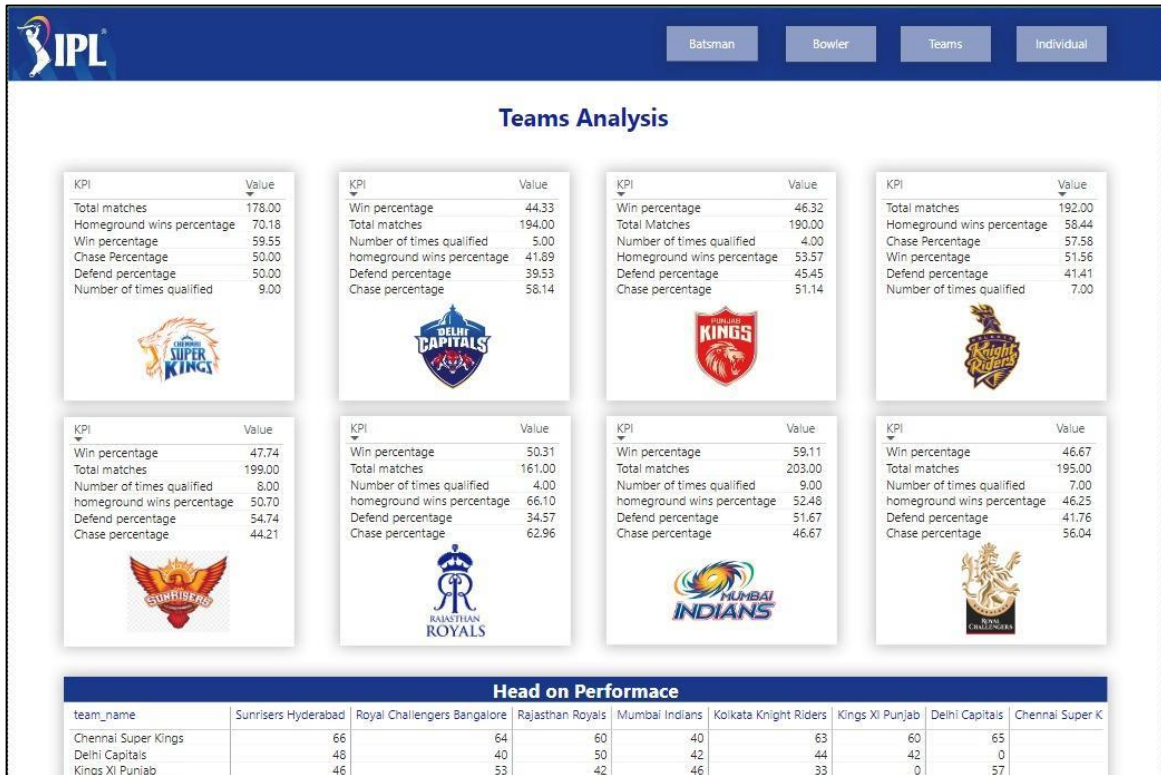 IPL
Batsman Bowler Teams Individual
Teams Analysis
KPI Value
Total matches 178.00
Homeground wins percentage 70.18
Win percentage 59.55
Chase Percentage 50.00
Defend percentage 50.00
Number of times qualified 9.00
CHENNAI
SUPER
KINGS
KPI Value
Win percentage 44.33
Total matches 194.00
Number of times qualified 5.00
homeground wins percentage 41.89
Defend percentage 39.53
Chase percentage 58.14
DELHI
CAPITALS
KPI Value
Win percentage 46.32
Total Matches 190.00
Number of times qualified 4.00
Homeground wins percentage 53.57
Defend percentage 45.45
Chase percentage 51.14
PUNJAB
KINGS
KPI Value
Total matches 192.00
Homeground wins percentage 58.44
Chase Percentage 57.58
Win percentage 51.56
Defend percentage 41.41
Number of times qualified 7.00
Knight
Riders
KPI Value
Win percentage 47.74
Total matches 199.00
Number of times qualified 8.00
homeground wins percentage 50.70
Defend percentage 54.74
Chase percentage 44.21
SUNRISERS
KPI Value
Win percentage 50.31
Total matches 161.00
Number of times qualified 4.00
homeground wins percentage 66.10
Defend percentage 34.57
Chase percentage 62.96
RAJASTHAN
ROYALS
KPI Value
Win percentage 59.11
Total matches 203.00
Number of times qualified 9.00
homeground wins percentage 52.48
Defend percentage 51.67
Chase percentage 46.67
MUMBAI
INDIANS
KPI Value
Win percentage 46.67
Total matches 195.00
Number of times qualified 7.00
homeground wins percentage 46.25
Defend percentage 41.76
Chase percentage 56.04
ROYAL
CHALLENGERS
Head on Performace
team_name Sunrisers Hyderabad Royal Challengers Bangalore Rajasthan Royals Mumbai Indians Kolkata Knight Riders Kings XI Punjab Delhi Capitals Chennai Super K
Chennai Super Kings 66 64 60 40 63 60 65
Delhi Capitals 48 40 50 42 44 42 0
Kings XI Punjab 46 53 42 46 33 0 57